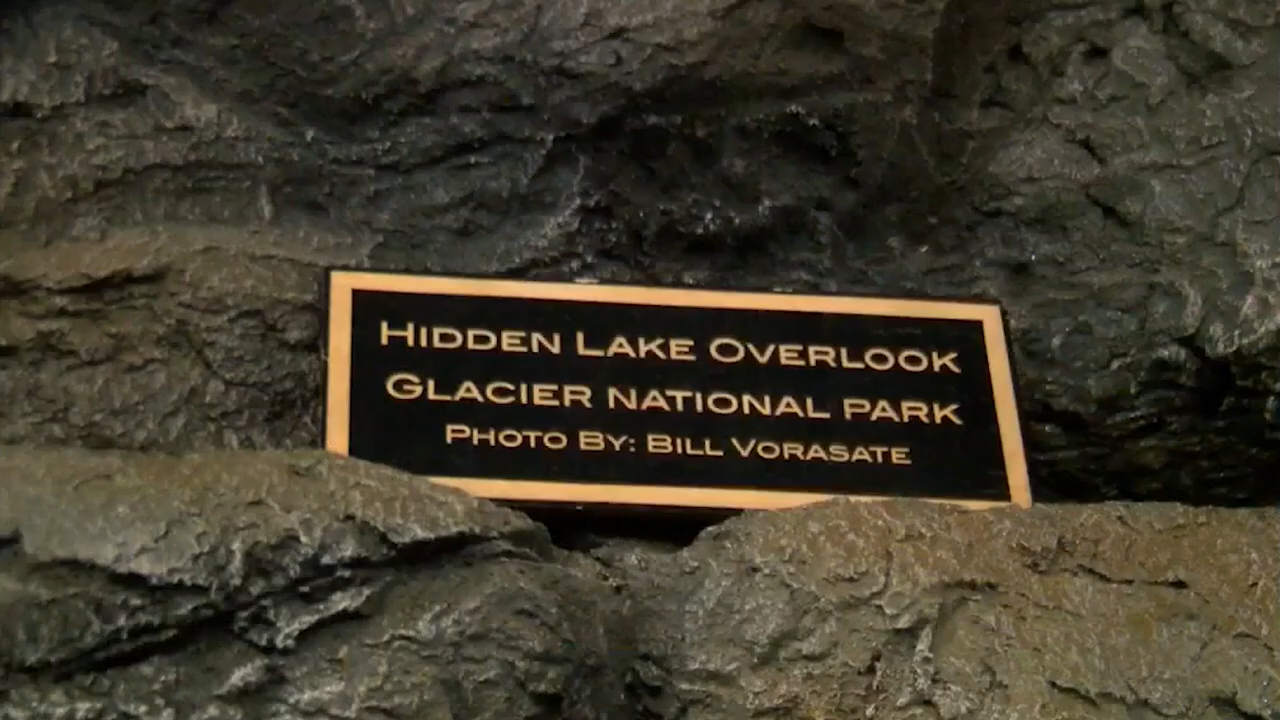 Hidden Lake Overlook
Glacier national park
Photo By: Bill Vorasate